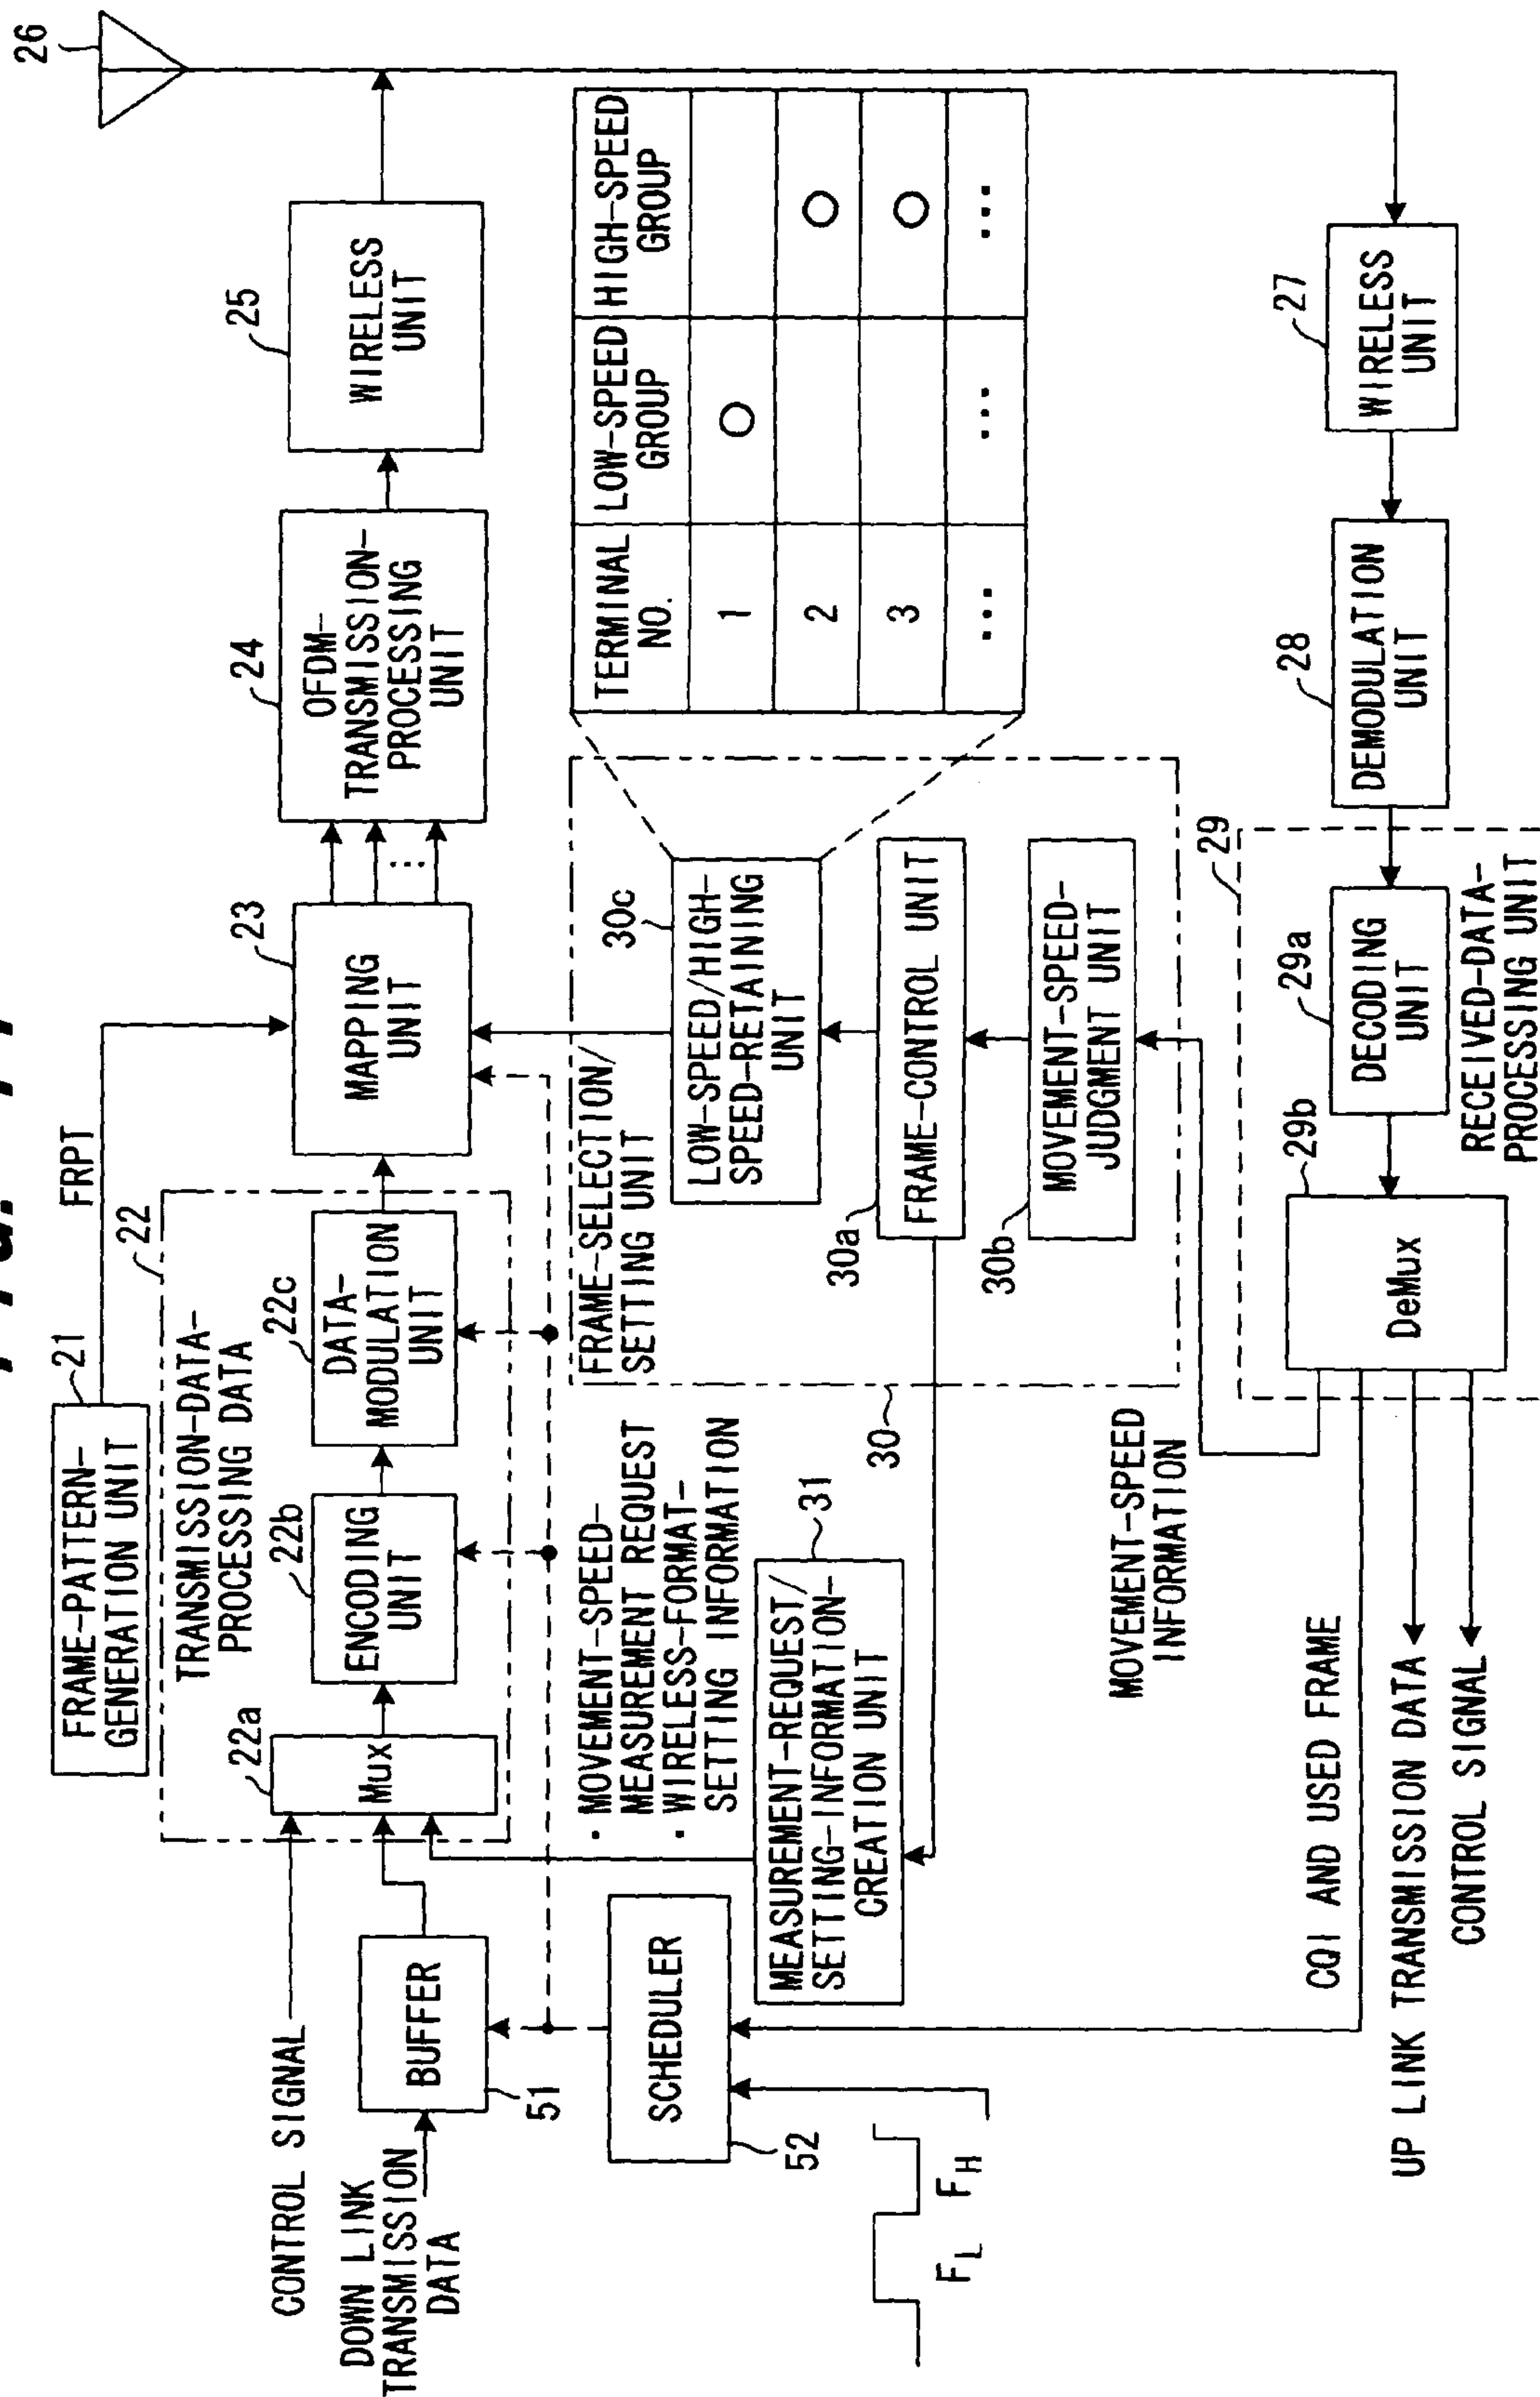 26
FRAME-PATTERN-
GENERATION UNIT
21
FRPT
TRANSMISSION-DATA-
PROCESSING DATA
22
CONTROL SIGNAL
DOWN LINK
TRANSMISSION
DATA
BUFFER
51
22a
Mux
22b
ENCODING
UNIT
22c
DATA-
MODULATION
UNIT
23
MAPPING
UNIT
24
OFDM-
TRANSMISSION-
PROCESSING
UNIT
25
WIRELESS
UNIT
SCHEDULER
52
FL
FH
· MOVEMENT-SPEED-
MEASUREMENT REQUEST
· WIRELESS-FORMAT-
SETTING INFORMATION
MEASUREMENT-REQUEST/
SETTING-INFORMATION-
CREATION UNIT
31
FRAME-SELECTION/
SETTING UNIT
30
30c
LOW-SPEED/HIGH-
SPEED-RETAINING
UNIT
30a
FRAME-CONTROL UNIT
30b
MOVEMENT-SPEED-
JUDGMENT UNIT
TERMINAL NO. LOW-SPEED GROUP HIGH-SPEED GROUP
1 ○
2 ○
3 ○
... ... ...
MOVEMENT-SPEED
INFORMATION
27
WIRELESS
UNIT
28
DEMODULATION
UNIT
29
29a
DECODING
UNIT
29b
DeMux
RECEIVED-DATA-
PROCESSING UNIT
CQI AND USED FRAME
UP LINK TRANSMISSION DATA
CONTROL SIGNAL